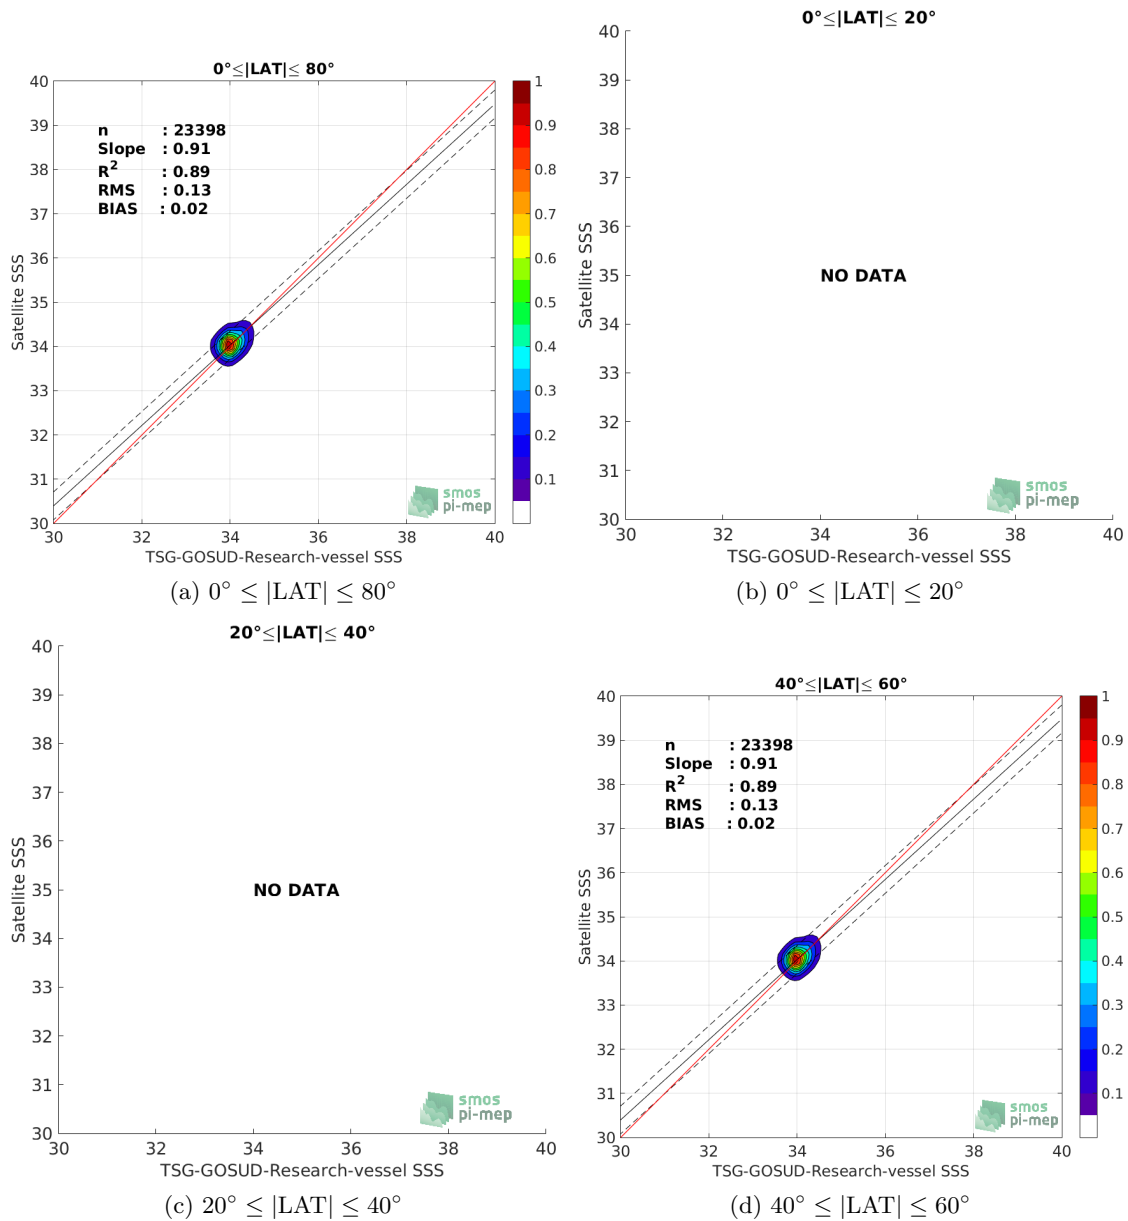 0°≤|LAT|≤ 80°
40
39
38
37
36
35
34
33
32
31
30
Satellite SSS
n : 23398
Slope : 0.91
R² : 0.89
RMS : 0.13
BIAS : 0.02
smos
pi-mep
30 32 34 36 38 40
TSG-GOSUD-Research-vessel SSS
1
0.9
0.8
0.7
0.6
0.5
0.4
0.3
0.2
0.1
(a) 0° ≤ |LAT| ≤ 80°
0°≤|LAT|≤ 20°
40
39
38
37
36
35
34
33
32
31
30
Satellite SSS
NO DATA
smos
pi-mep
30 32 34 36 38 40
TSG-GOSUD-Research-vessel SSS
(b) 0° ≤ |LAT| ≤ 20°
20°≤|LAT|≤ 40°
40
39
38
37
36
35
34
33
32
31
30
Satellite SSS
NO DATA
smos
pi-mep
30 32 34 36 38 40
TSG-GOSUD-Research-vessel SSS
(c) 20° ≤ |LAT| ≤ 40°
40°≤|LAT|≤ 60°
40
39
38
37
36
35
34
33
32
31
30
Satellite SSS
n : 23398
Slope : 0.91
R² : 0.89
RMS : 0.13
BIAS : 0.02
smos
pi-mep
30 32 34 36 38 40
TSG-GOSUD-Research-vessel SSS
1
0.9
0.8
0.7
0.6
0.5
0.4
0.3
0.2
0.1
(d) 40° ≤ |LAT| ≤ 60°